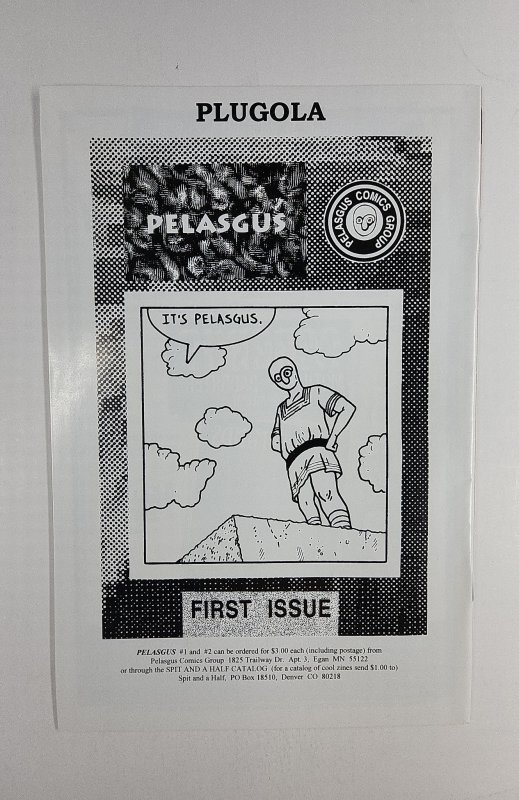 PLUGOLA
PELASGUS
PELASGUS COMICS GROUP
IT'S PELASGUS.
FIRST ISSUE
PELASGUS #1 and #2 can be ordered for $3.00 each (including postage) from
Pelasgus Comics Group 1825 Trailway Dr. Apt. 3, Egan MN 55122
or through the SPIT AND A HALF CATALOG (for a catalog of cool zines send $1.00 to)
Spit and a Half, PO Box 18510, Denver CO 80218